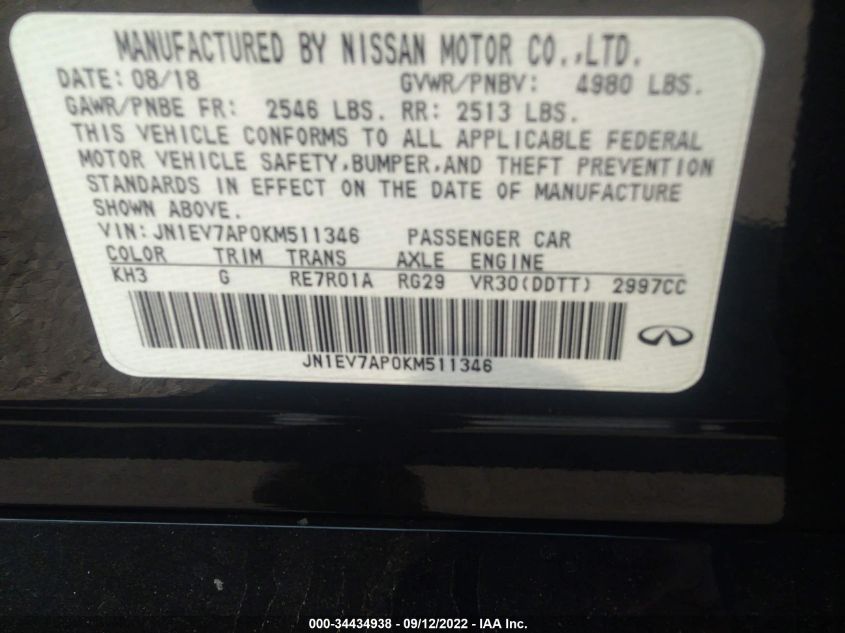 MANUFACTURED BY NISSAN MOTOR CO.,LTD.
DATE: 08/18 GVWR/PNBV: 4980 LBS.
GAWR/PNBE FR: 2546 LBS. RR: 2513 LBS.
THIS VEHICLE CONFORMS TO ALL APPLICABLE FEDERAL
MOTOR VEHICLE SAFETY,BUMPER,AND THEFT PREVENTION
STANDARDS IN EFFECT ON THE DATE OF MANUFACTURE
SHOWN ABOVE.
VIN: JN1EV7AP0KM511346 PASSENGER CAR
COLOR TRIM TRANS AXLE ENGINE
KH3 G RE7R01A RG29 VR30(DDTT) 2997CC
JN1EV7AP0KM511346
000-34434938 - 09/12/2022 - IAA Inc.